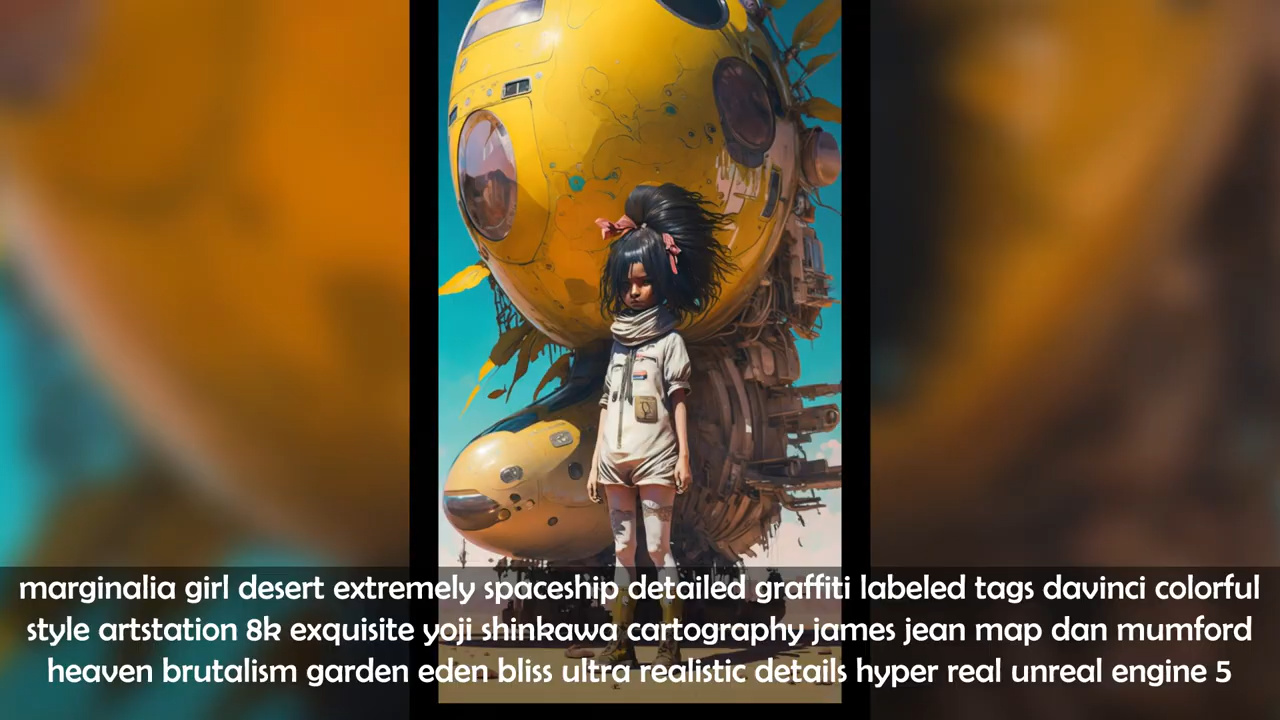 marginalia girl desert extremely spaceship detailed graffiti labeled tags davinci colorful
style artstation 8k exquisite yoji shinkawa cartography james jean map dan mumford
heaven brutalism garden eden bliss ultra realistic details hyper real unreal engine 5